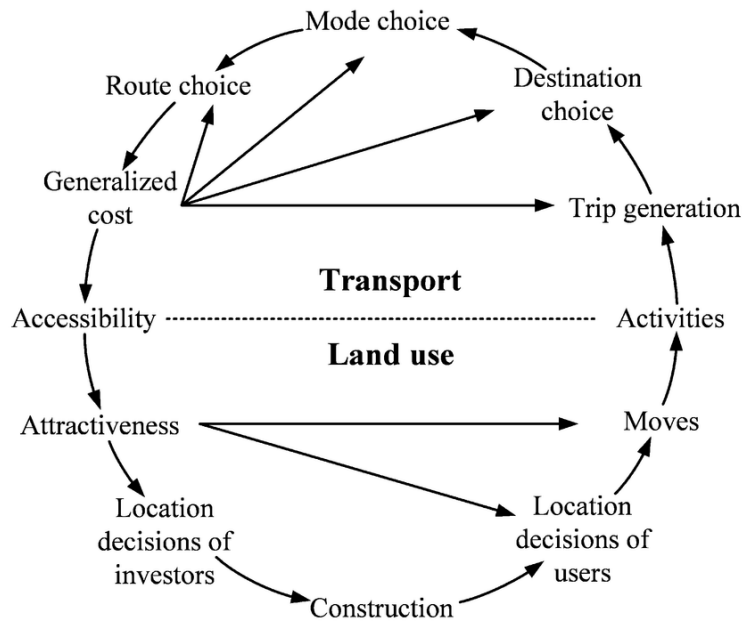 Mode choice
Route choice
Destination
choice
Generalized
cost
Trip generation
Transport
Accessibility
Activities
Land use
Attractiveness
Moves
Location
decisions of
investors
Location
decisions of
users
Construction